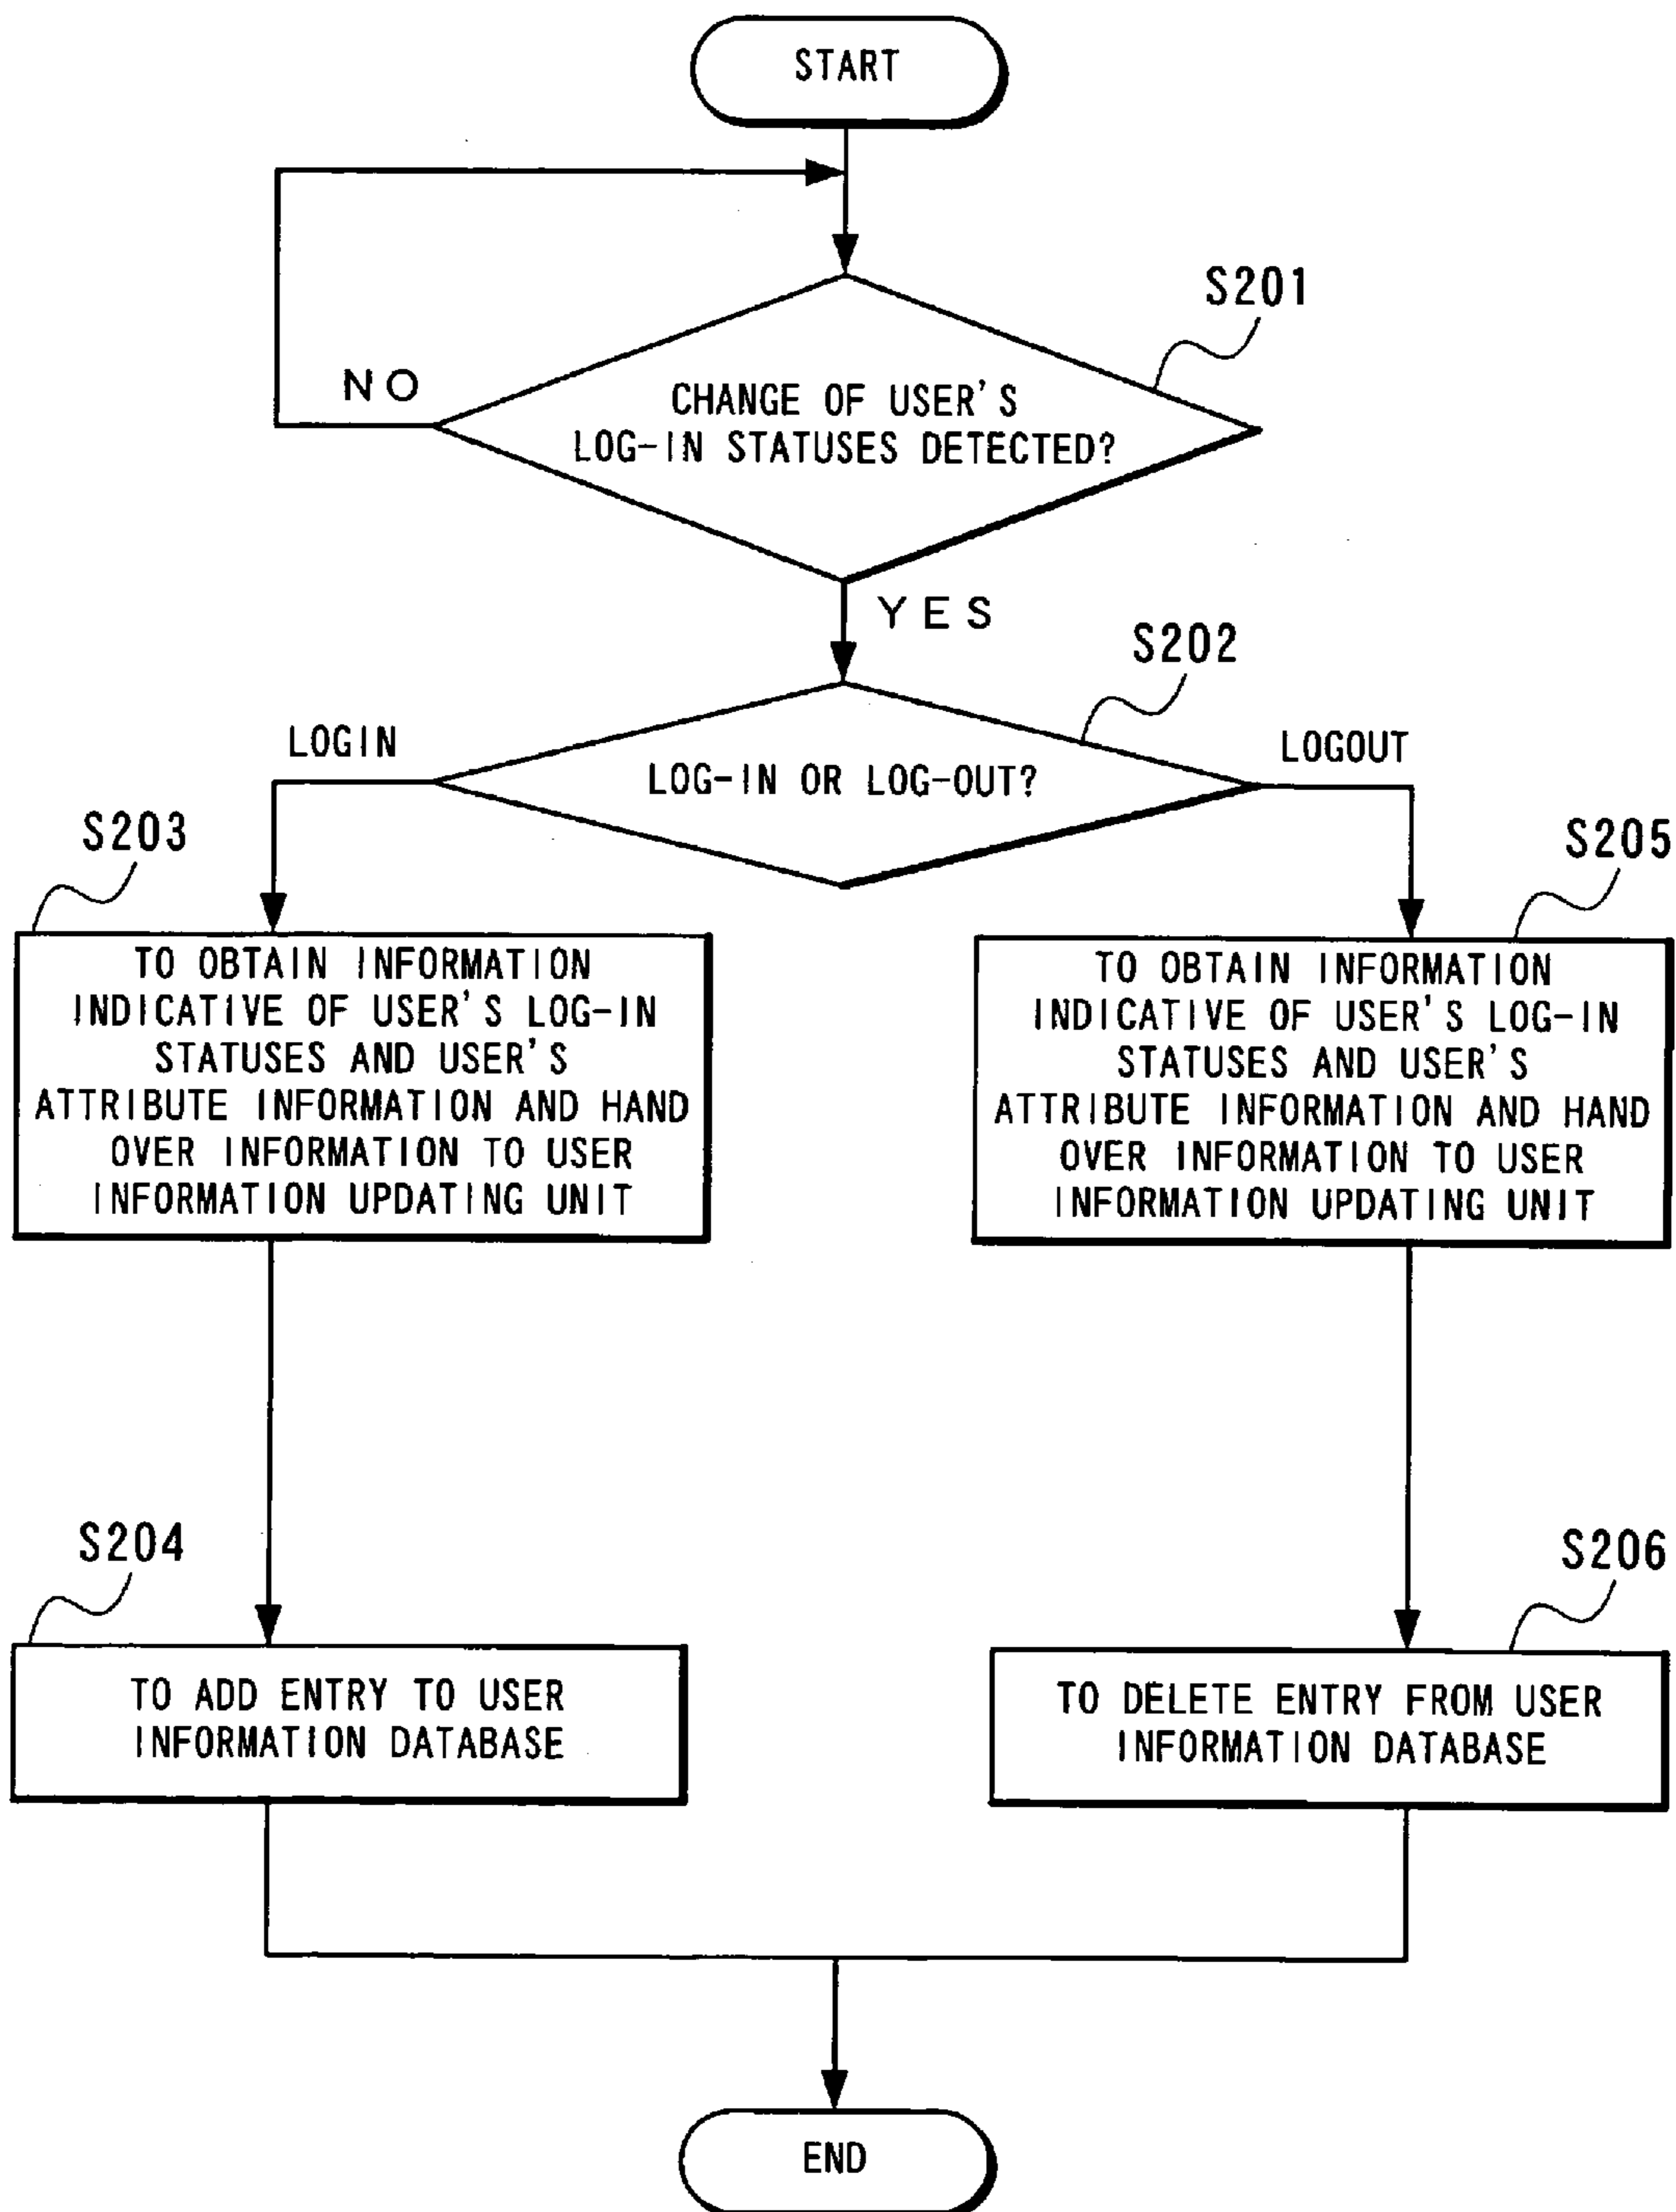 START
S201
NO
CHANGE OF USER'S
LOG-IN STATUSES DETECTED?
YES
S202
LOGIN
LOGOUT
LOG-IN OR LOG-OUT?
S203
S205
TO OBTAIN INFORMATION
INDICATIVE OF USER'S LOG-IN
STATUSES AND USER'S
ATTRIBUTE INFORMATION AND HAND
OVER INFORMATION TO USER
INFORMATION UPDATING UNIT
TO OBTAIN INFORMATION
INDICATIVE OF USER'S LOG-IN
STATUSES AND USER'S
ATTRIBUTE INFORMATION AND HAND
OVER INFORMATION TO USER
INFORMATION UPDATING UNIT
S204
S206
TO ADD ENTRY TO USER
INFORMATION DATABASE
TO DELETE ENTRY FROM USER
INFORMATION DATABASE
END